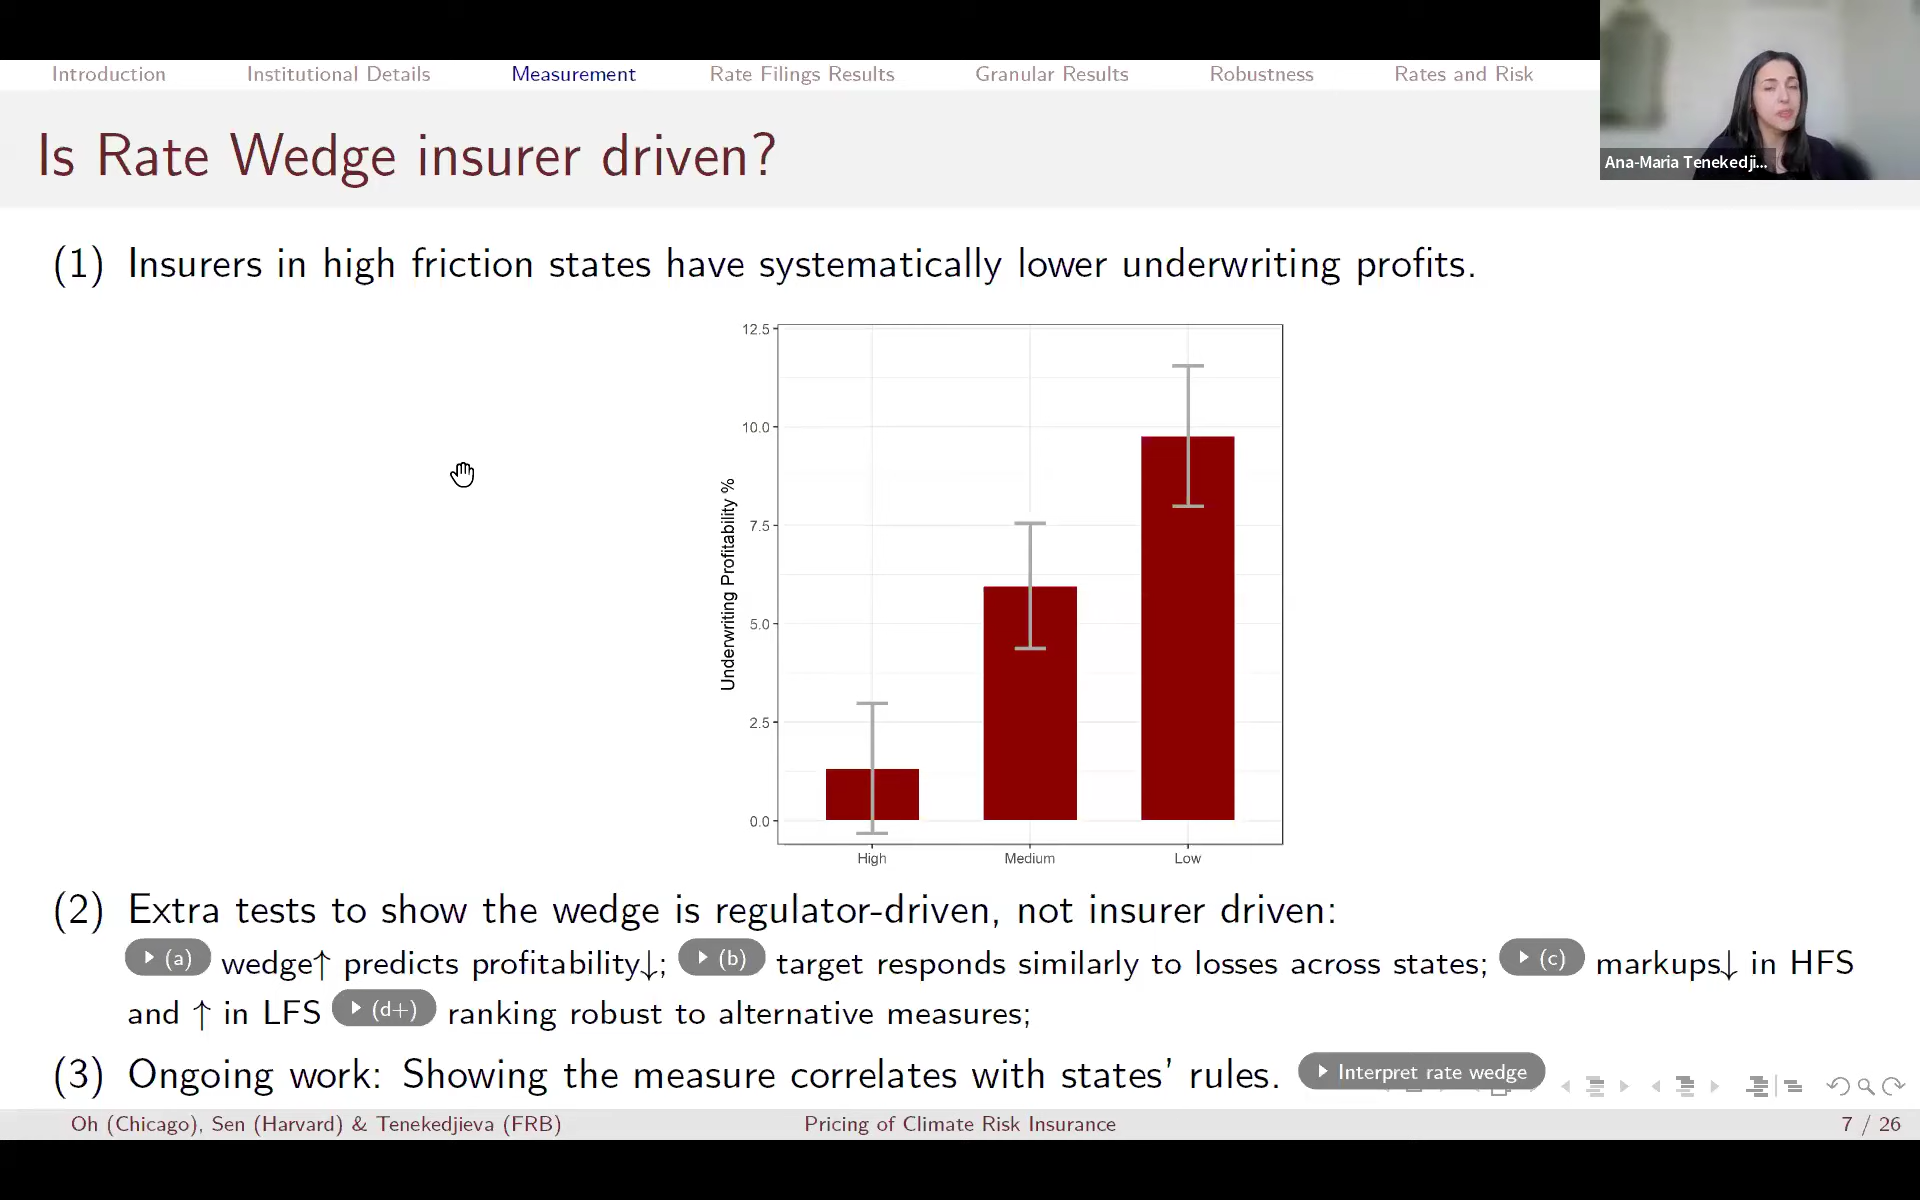 Introduction Institutional Details Measurement Rate Filings Results Granular Results Robustness Rates and Risk
Ana-Maria Tenekedji...
Is Rate Wedge insurer driven?
(1) Insurers in high friction states have systematically lower underwriting profits.
12.5
10.0
7.5
5.0
2.5
0.0
Underwriting Profitability %
High Medium Low
(2) Extra tests to show the wedge is regulator-driven, not insurer driven:
(a) wedge↑ predicts profitability↓; (b) target responds similarly to losses across states; (c) markups↓ in HFS
and ↑ in LFS (d+) ranking robust to alternative measures;
(3) Ongoing work: Showing the measure correlates with states' rules. Interpret rate wedge
Oh (Chicago), Sen (Harvard) & Tenekedjieva (FRB) Pricing of Climate Risk Insurance 7 / 26